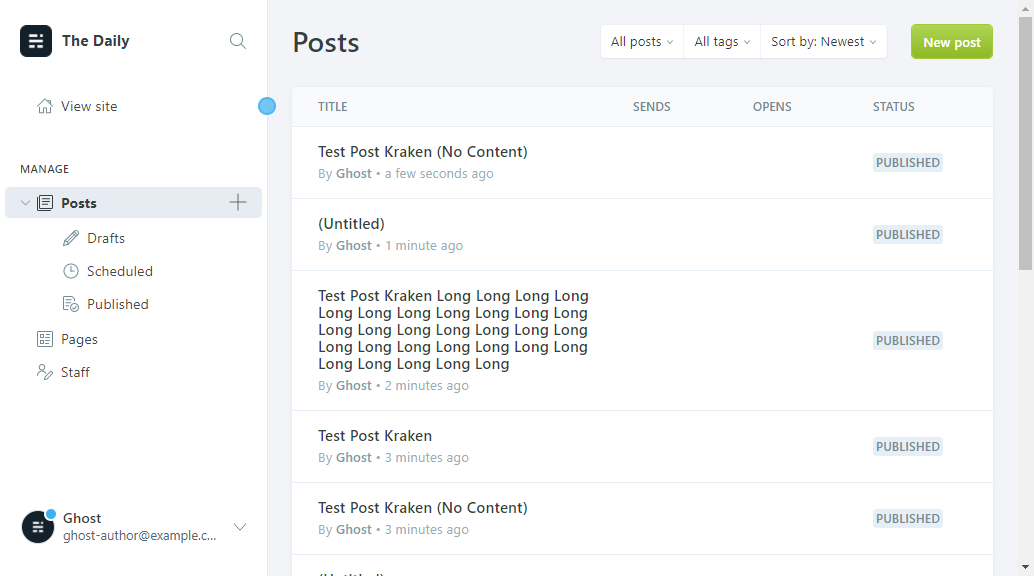 The Daily
View site
MANAGE
Posts
Drafts
Scheduled
Published
Pages
Staff
Ghost
ghost-author@example.c...
Posts
All posts
All tags
Sort by: Newest
New post
TITLE SENDS OPENS STATUS
Test Post Kraken (No Content)
By Ghost • a few seconds ago
PUBLISHED
(Untitled)
By Ghost • 1 minute ago
PUBLISHED
Test Post Kraken Long Long Long Long
Long Long Long Long Long Long Long
Long Long Long Long Long Long Long
Long Long Long Long Long Long Long
Long Long Long Long Long
By Ghost • 2 minutes ago
PUBLISHED
Test Post Kraken
By Ghost • 3 minutes ago
PUBLISHED
Test Post Kraken (No Content)
By Ghost • 3 minutes ago
PUBLISHED
(Untitled)